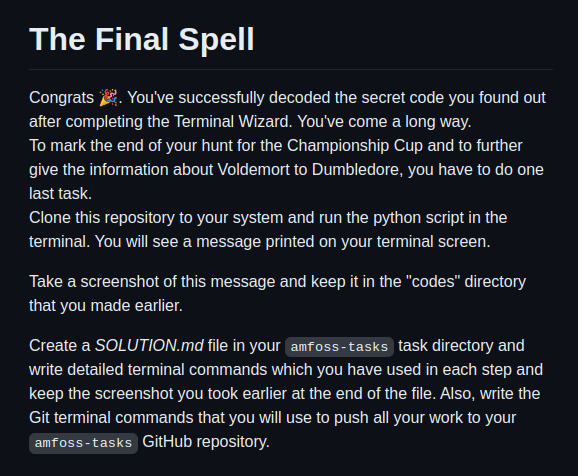 The Final Spell
Congrats 🎉. You've successfully decoded the secret code you found out
after completing the Terminal Wizard. You've come a long way.
To mark the end of your hunt for the Championship Cup and to further
give the information about Voldemort to Dumbledore, you have to do one
last task.
Clone this repository to your system and run the python script in the
terminal. You will see a message printed on your terminal screen.
Take a screenshot of this message and keep it in the "codes" directory
that you made earlier.
Create a SOLUTION.md file in your amfoss-tasks task directory and
write detailed terminal commands which you have used in each step and
keep the screenshot you took earlier at the end of the file. Also, write the
Git terminal commands that you will use to push all your work to your
amfoss-tasks GitHub repository.